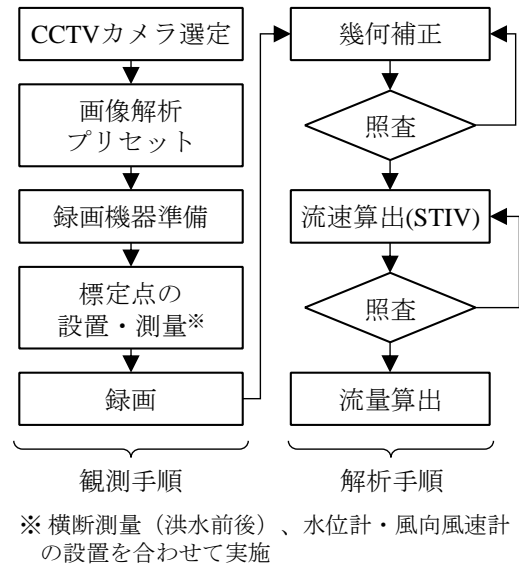 CCTVカメラ選定
画像解析
プリセット
録画機器準備
標定点の
設置・測量※
録画
観測手順
幾何補正
照査
流速算出(STIV)
照査
流量算出
解析手順
※ 横断測量（洪水前後）、水位計・風向風速計
の設置を合わせて実施